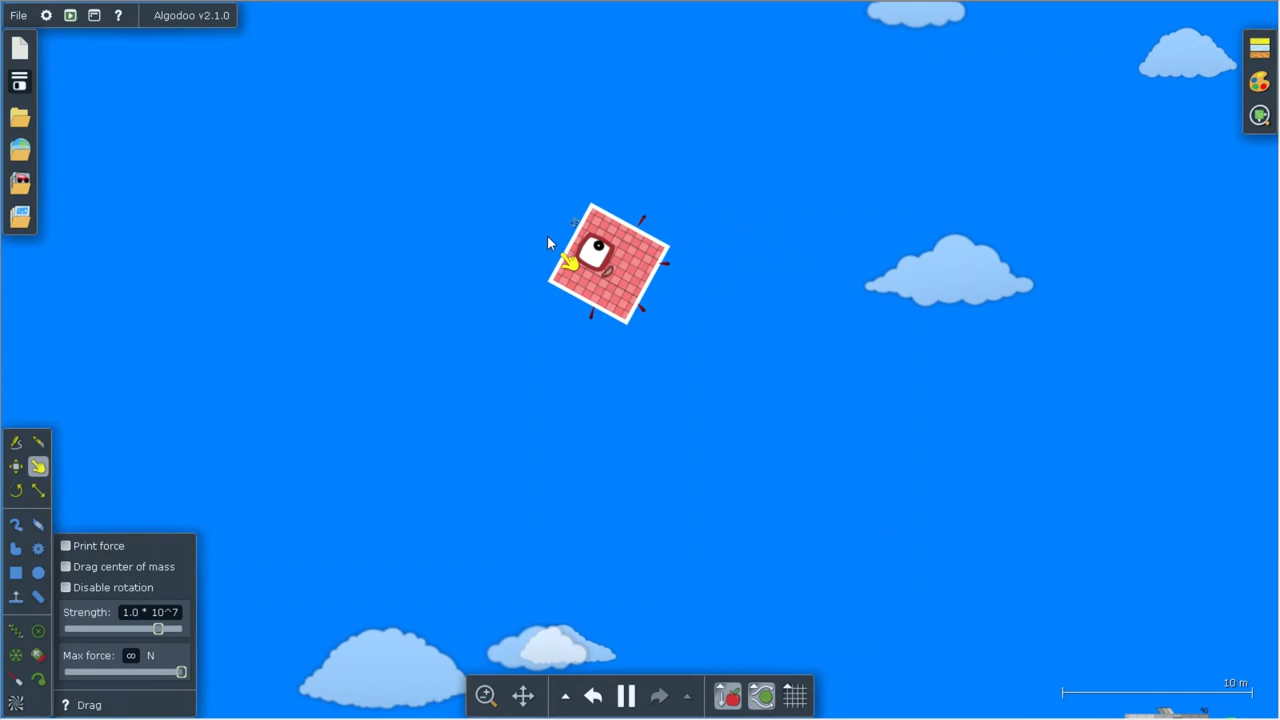 File
?
Algodoo v2.1.0
Print force
Drag center of mass
Disable rotation
Strength: 1.0 * 10^7
Max force: ∞ N
? Drag
10 m